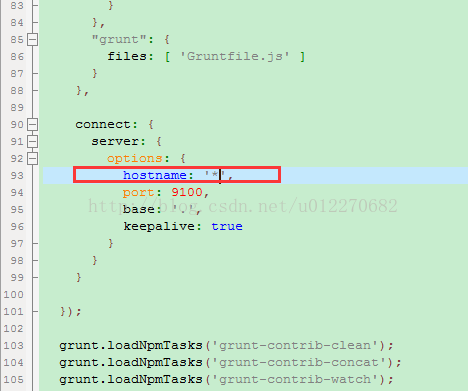 83 }
84 },
85 "grunt": {
86 files: [ 'Gruntfile.js' ]
87 }
88 },
89
90 connect: {
91 server: {
92 options: {
93 hostname: '*',
94 port: 9100,
95 base: '.',
96 keepalive: true
97 }
98 }
99 }
100
101 });
102
103 grunt.loadNpmTasks('grunt-contrib-clean');
104 grunt.loadNpmTasks('grunt-contrib-concat');
105 grunt.loadNpmTasks('grunt-contrib-watch');
http://blog.csdn.net/u012270682